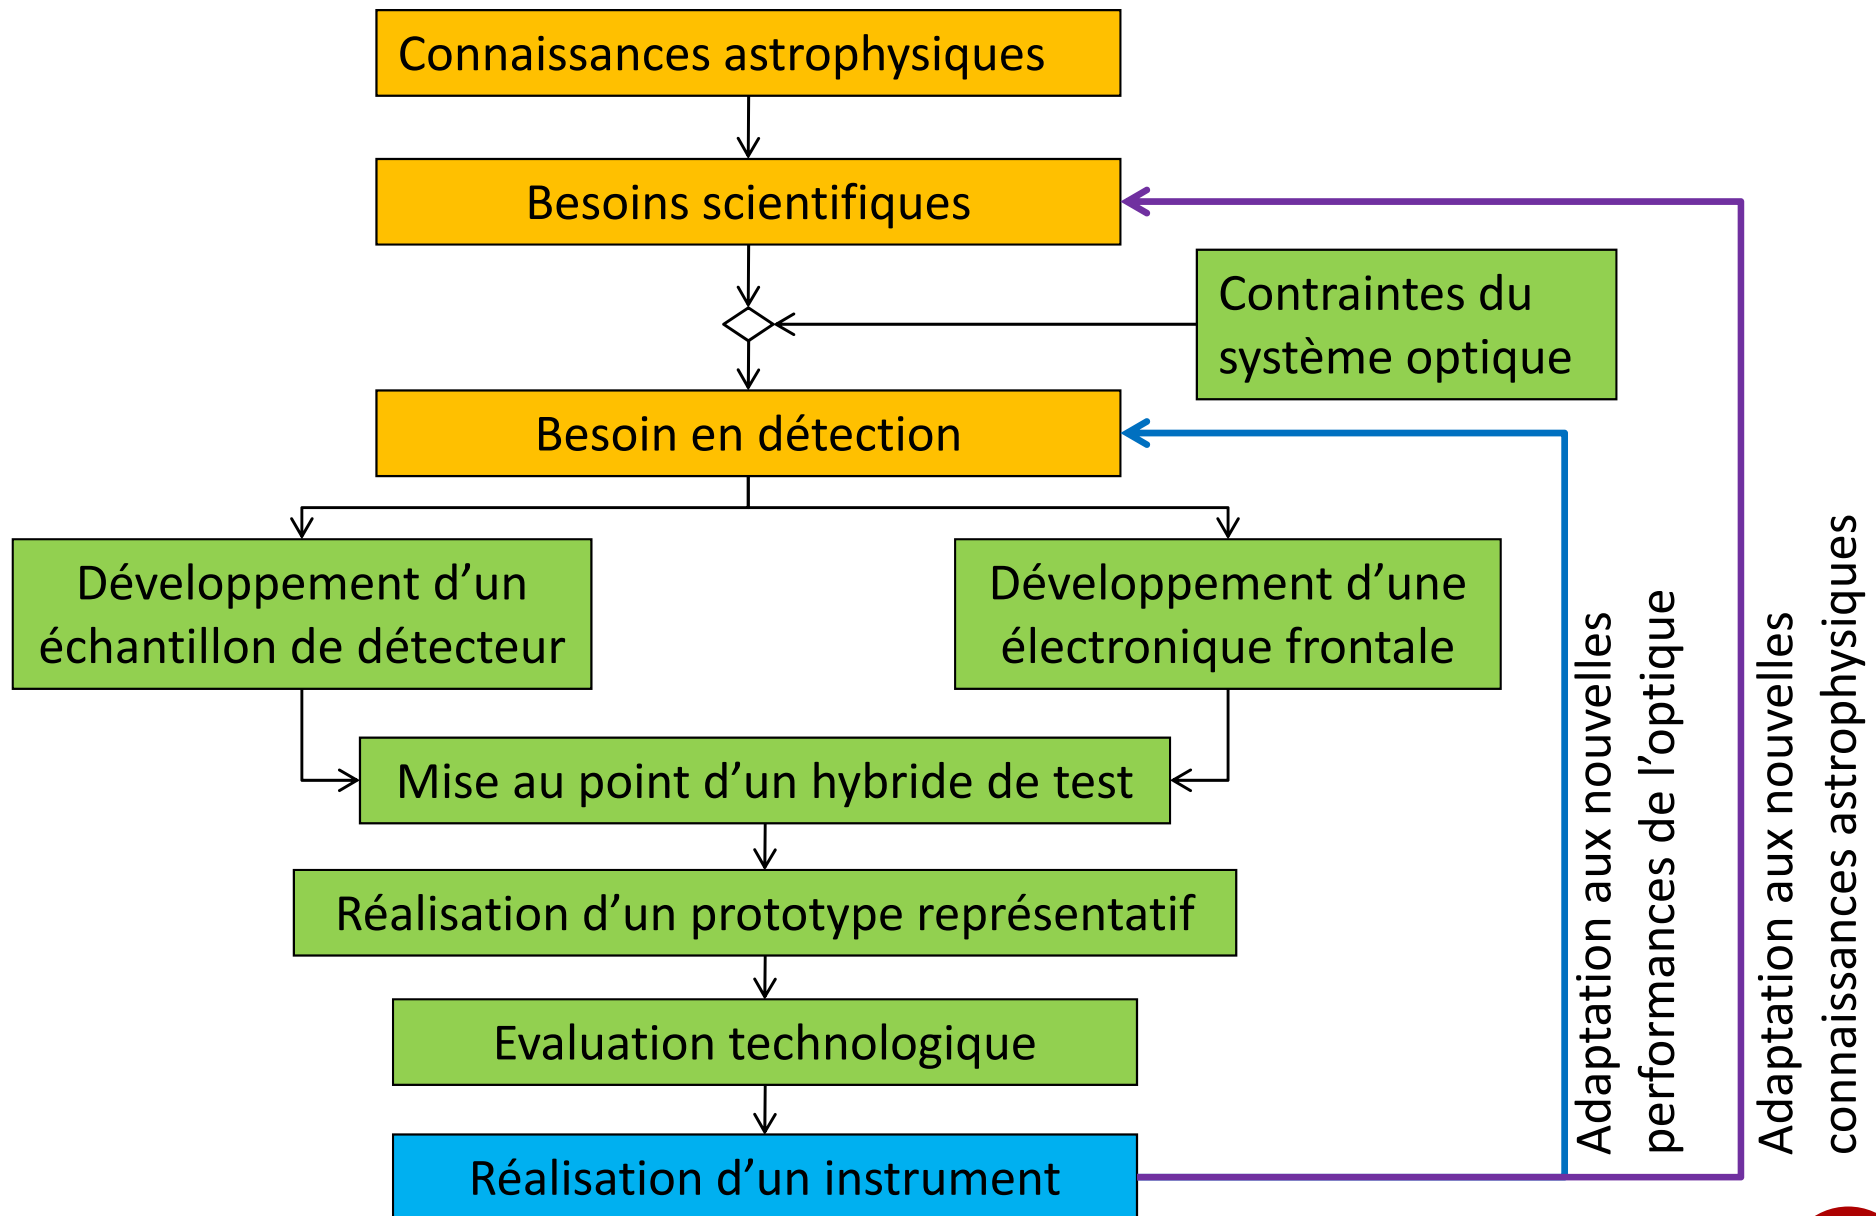 Connaissances astrophysiques
Besoins scientifiques
Contraintes du
système optique
Besoin en détection
Développement d’un
échantillon de détecteur
Développement d’une
électronique frontale
Mise au point d’un hybride de test
Réalisation d’un prototype représentatif
Evaluation technologique
Réalisation d’un instrument
Adaptation aux nouvelles
performances de l’optique
Adaptation aux nouvelles
connaissances astrophysiques